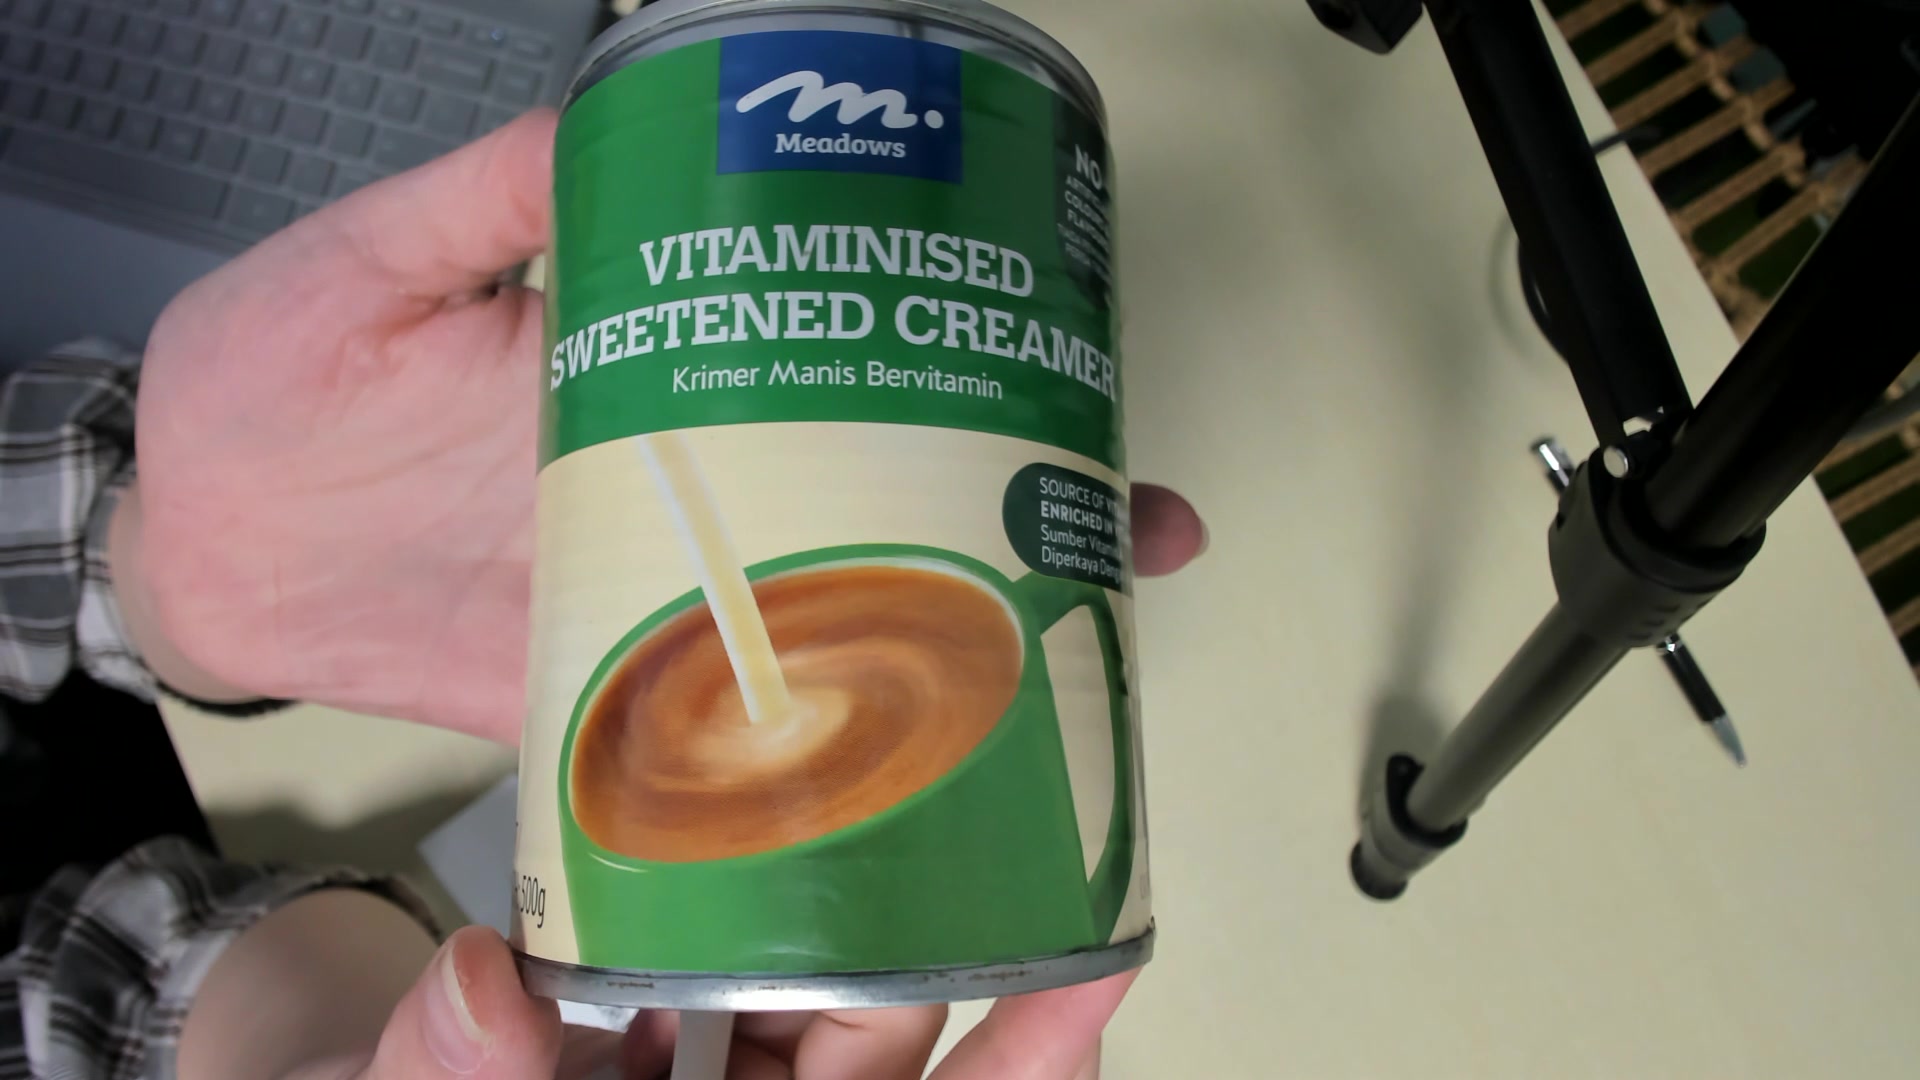 m.
Meadows
NO
VITAMINISED
SWEETENED CREAMER
Krimer Manis Bervitamin
SOURCE OF
ENRICHED IN
Sumber
Diperkaya
500g